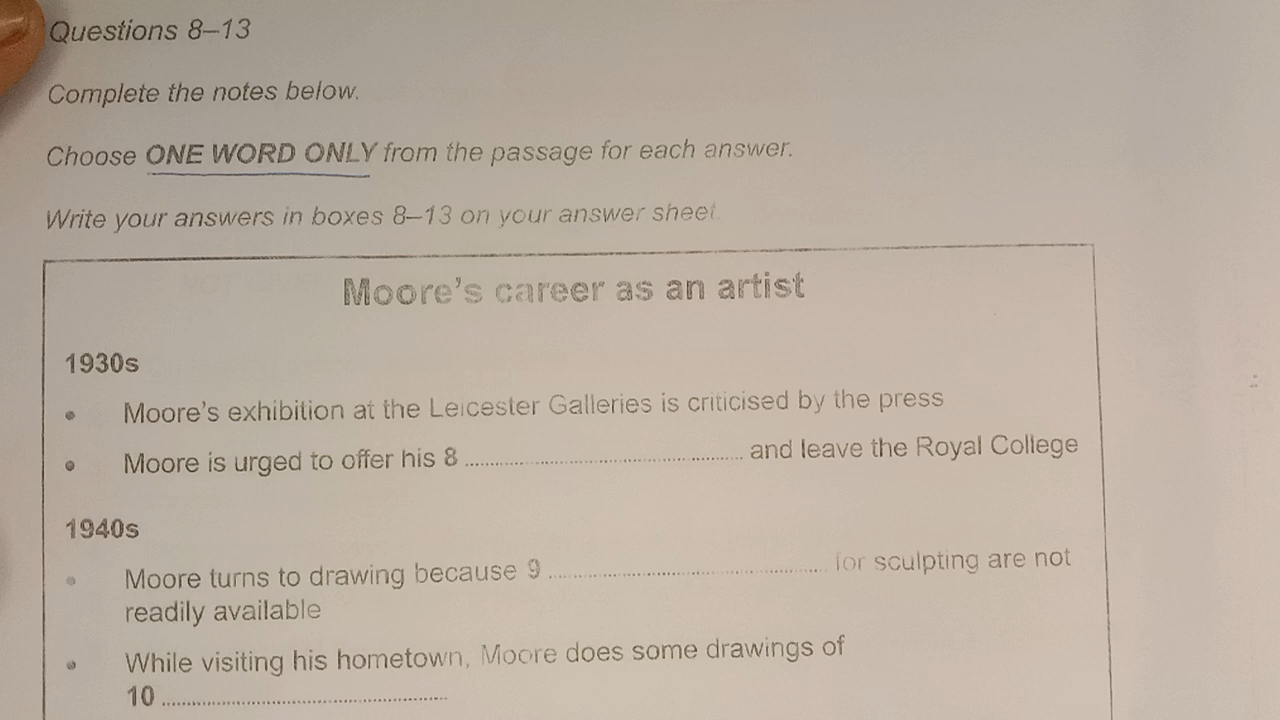 Questions 8–13
Complete the notes below.
Choose ONE WORD ONLY from the passage for each answer.
Write your answers in boxes 8–13 on your answer sheet.
Moore's career as an artist
1930s
• Moore's exhibition at the Leicester Galleries is criticised by the press
• Moore is urged to offer his 8 ........................................ and leave the Royal College
1940s
• Moore turns to drawing because 9 ........................................ for sculpting are not
readily available
• While visiting his hometown, Moore does some drawings of
10 ........................................